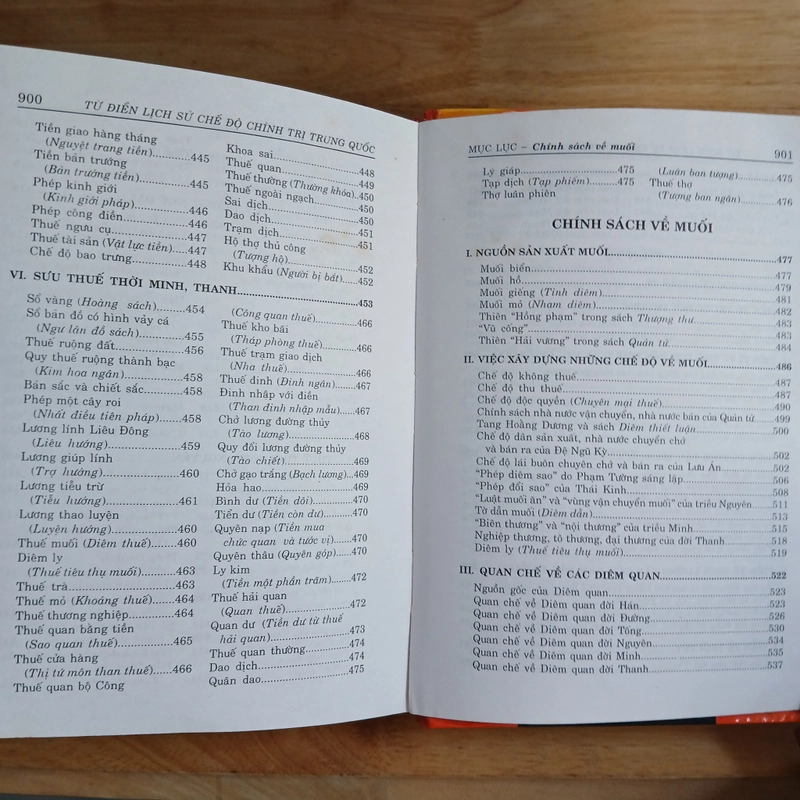 900
TỪ ĐIỂN LỊCH SỬ CHẾ ĐỘ CHÍNH TRỊ TRUNG QUỐC
Tiền giao hàng tháng
(Nguyệt trang tiền)..............445
Tiền bản trướng
(Bản trướng tiền)................445
Phép kinh giới
(Kinh giới pháp)..................446
Phép công điền......................446
Thuế ngưu cụ.........................447
Thuế tài sản (Vật lực tiền).....447
Chế độ bao trưng...................448
Khoa sai..................................448
Thuế quan..............................449
Thuế thường (Thường khóa)..450
Thuế ngoài ngạch..................450
Sai dịch...................................450
Dao dịch..................................451
Trạm dịch...............................451
Hộ thợ thủ công
(Tượng hộ)...........................452
Khu khẩu (Người bị bắt).......452
VI. SƯU THUẾ THỜI MINH, THANH..........................453
Sổ vàng (Hoàng sách)............454
Sổ bản đồ có hình vảy cá
(Ngư lân đồ sách)................455
Thuế ruộng đất......................456
Quy thuế ruộng thành bạc
(Kim hoa ngân)....................458
Bản sắc và chiết sắc..............458
Phép một cây roi
(Nhất điều tiên pháp)..........458
Lương lính Liêu Đông
(Liêu hướng)........................459
Lương giúp lính
(Trợ hướng)..........................460
Lương tiễu trừ
(Tiễu hướng)........................461
Lương thao luyện
(Luyện hướng).....................460
Thuế muối (Diêm thuế).........460
Diêm ly
(Thuế tiêu thụ muối)............463
Thuế trà..................................463
Thuế mỏ (Khoáng thuế)........464
Thuế thương nghiệp..............464
Thuế quan bằng tiền
(Sao quan thuế)...................465
Thuế cửa hàng
(Thị tứ môn than thuế)........466
Thuế quan bộ Công
(Công quan thuế).................466
Thuế kho bãi
(Tháp phòng thuế)...............466
Thuế trạm giao dịch
(Nha thuế)............................466
Thuế đinh (Đinh ngân)..........467
Đinh nhập với điền
(Than đinh nhập mẫu).........467
Chở lương đường thủy
(Tào lương)..........................468
Quy đổi lương đường thủy
(Tào chiết)............................469
Chở gạo trắng (Bạch lương)..469
Hỏa hao..................................469
Bình dư (Tiền dôi).................470
Tiến dư (Tiền còn dư)............470
Quyên nạp (Tiền mua
chức quan và tước vị)..........470
Quyên thâu (Quyên góp).......470
Ly kim
(Tiền một phần trăm)...........472
Thuế hải quan
(Quan thuế)..........................472
Quan dư (Tiền dư từ thuế
hải quan)..............................473
Thuế quan thường.................474
Dao dịch..................................474
Quân dao................................475
MỤC LỤC – Chính sách về muối
901
Lý giáp...............................475
Tạp dịch (Tạp phiếm)........475
Thợ luân phiên
(Luân ban tượng)...............475
Thuế thợ
(Tượng ban ngân)...............476
CHÍNH SÁCH VỀ MUỐI
I. NGUỒN SẢN XUẤT MUỐI..........................477
Muối biển..........................477
Muối hồ..........................479
Muối giếng (Tỉnh diêm)..........................481
Muối mỏ (Nham diêm)..........................482
Thiên “Hồng phạm” trong sách Thượng thư..........................483
“Vũ cống”..........................483
Thiên “Hải vương” trong sách Quản tử..........................484
II. VIỆC XÂY DỰNG NHỮNG CHẾ ĐỘ VỀ MUỐI..........................486
Chế độ không thuế..........................487
Chế độ thu thuế..........................487
Chế độ độc quyền (Chuyên mại thuế)..........................490
Chính sách nhà nước vận chuyển, nhà nước bán của Quản tử...499
Tang Hoằng Dương và sách Diêm thiết luận..........................500
Chế độ dân sản xuất, nhà nước chuyên chở
và bán ra của Đệ Ngũ Kỳ..........................502
Chế độ lái buôn chuyên chở và bán ra của Lưu Án..........................502
“Phép diêm sao” do Phạm Tường sáng lập..........................506
“Phép đổi sao” của Thái Kinh..........................508
“Luật muối ăn” và “vùng vận chuyển muối” của triều Nguyên.....511
Tờ dẫn muối (Diêm dẫn)..........................513
“Biên thương” và “nội thương” của triều Minh..........................515
Nghiệp thương, tô thương, đại thương của đời Thanh..........................518
Diêm ly (Thuế tiêu thụ muối)..........................519
III. QUAN CHẾ VỀ CÁC DIÊM QUAN..........................522
Nguồn gốc của Diêm quan..........................523
Quan chế về Diêm quan đời Hán..........................523
Quan chế về Diêm quan đời Đường..........................526
Quan chế về Diêm quan đời Tống..........................530
Quan chế về Diêm quan đời Nguyên..........................534
Quan chế về Diêm quan đời Minh..........................535
Quan chế về Diêm quan đời Thanh..........................537